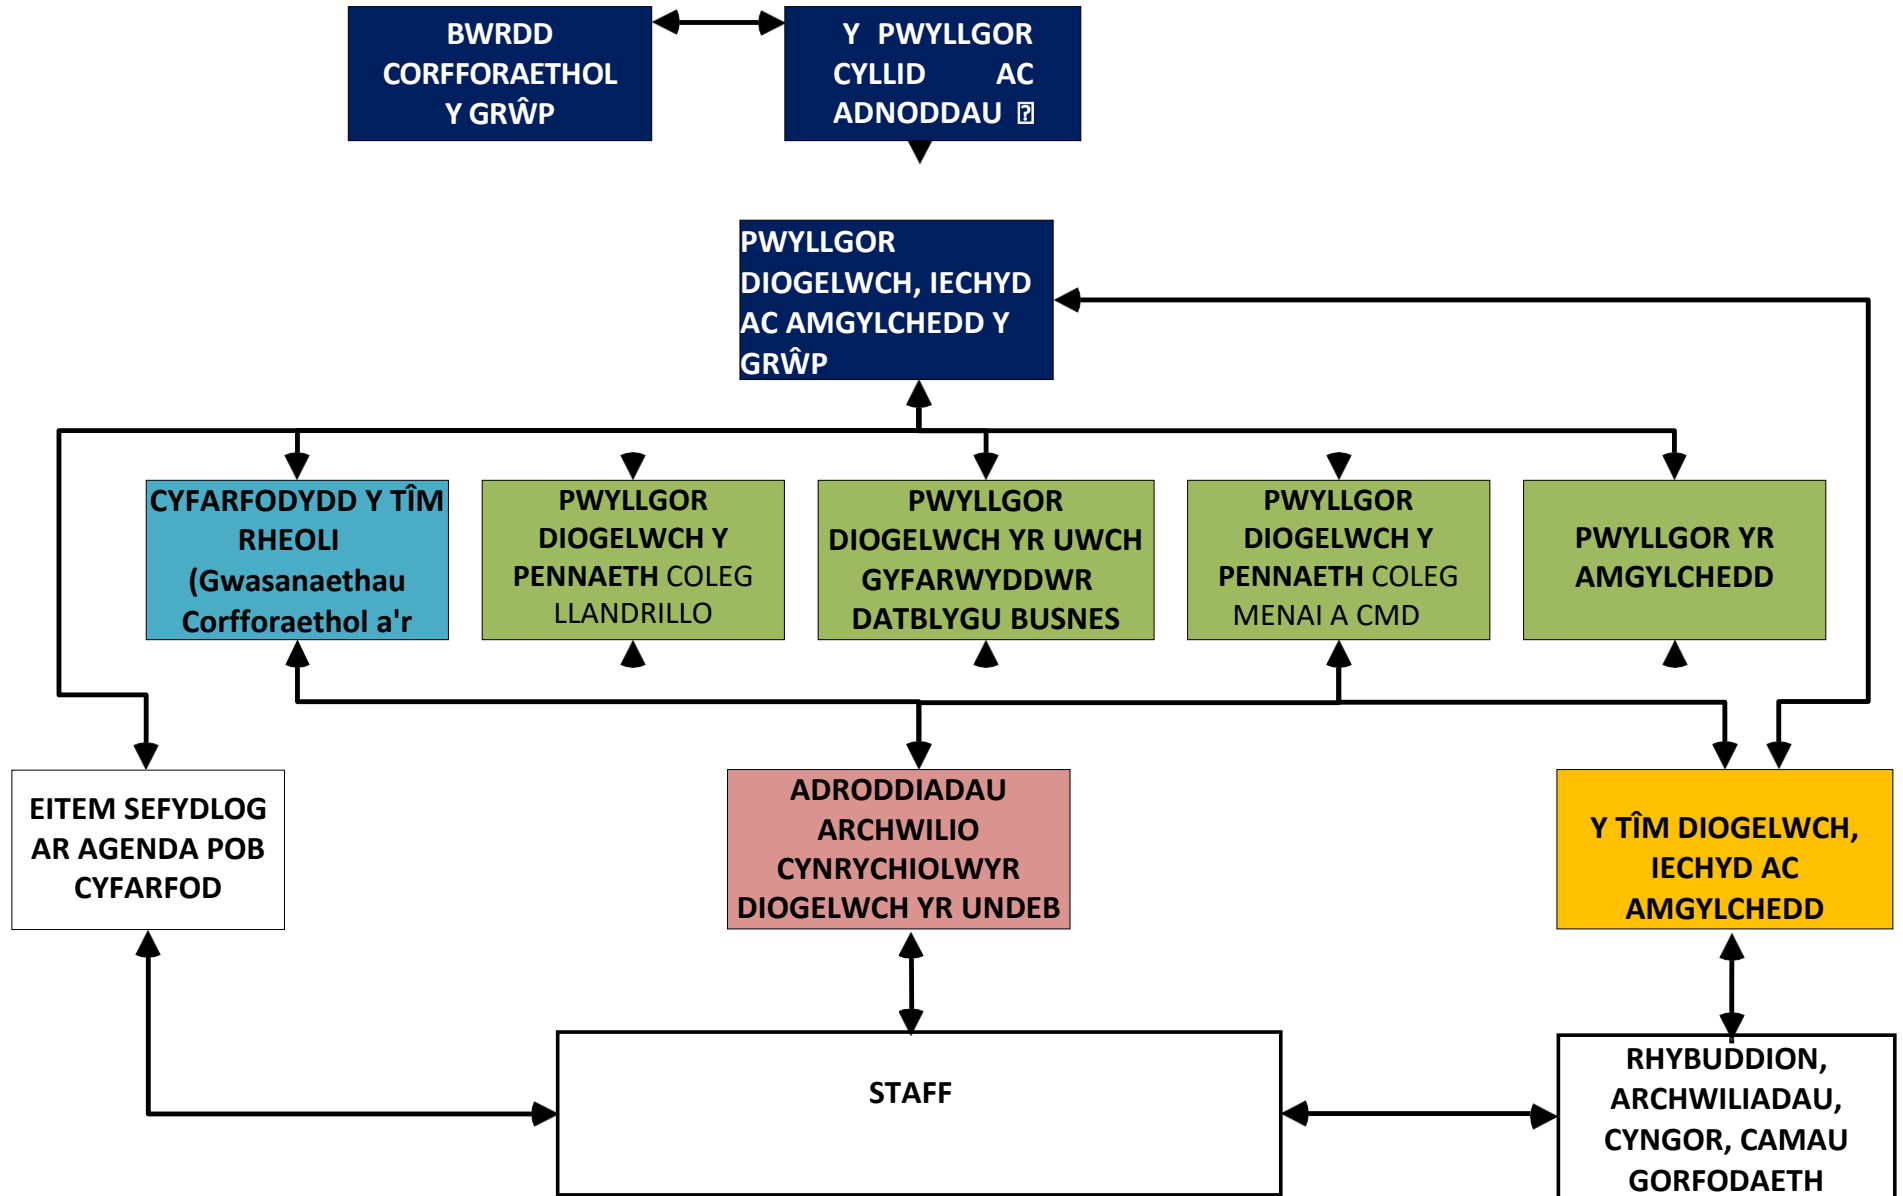 BWRDD
CORFFORAETHOL
Y GRŴP
Y PWYLLGOR
CYLLID AC
ADNODDAU
PWYLLGOR
DIOGELWCH, IECHYD
AC AMGYLCHEDD Y
GRŴP
CYFARFODYDD Y TÎM
RHEOLI
(Gwasanaethau
Corfforaethol a'r
PWYLLGOR
DIOGELWCH Y
PENNAETH COLEG
LLANDRILLO
PWYLLGOR
DIOGELWCH YR UWCH
GYFARWYDDWR
DATBLYGU BUSNES
PWYLLGOR
DIOGELWCH Y
PENNAETH COLEG
MENAI A CMD
PWYLLGOR YR
AMGYLCHEDD
EITEM SEFYDLOG
AR AGENDA POB
CYFARFOD
ADRODDIADAU
ARCHWILIO
CYNRYCHIOLWYR
DIOGELWCH YR UNDEB
Y TÎM DIOGELWCH,
IECHYD AC
AMGYLCHEDD
STAFF
RHYBUDDION,
ARCHWILIADAU,
CYNGOR, CAMAU
GORFODAETH